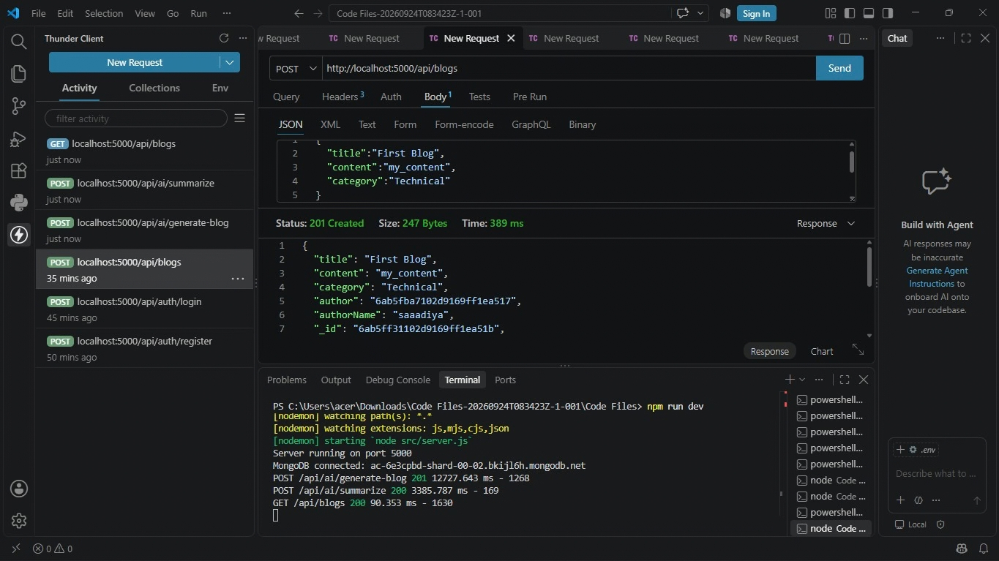 File Edit Selection View Go Run ···
Code Files-20260924T083423Z-1-001
Sign In
Thunder Client
New Request
Activity Collections Env
filter activity
GET localhost:5000/api/blogs
just now
POST localhost:5000/api/ai/summarize
just now
POST localhost:5000/api/ai/generate-blog
just now
POST localhost:5000/api/blogs
35 mins ago
POST localhost:5000/api/auth/login
45 mins ago
POST localhost:5000/api/auth/register
50 mins ago
w Request TC New Request TC New Request TC New Request TC New Request TC New Request
POST http://localhost:5000/api/blogs Send
Query Headers 3 Auth Body 1 Tests Pre Run
JSON XML Text Form Form-encode GraphQL Binary
1 {
2 "title":"First Blog",
3 "content":"my_content",
4 "category":"Technical"
5 }
Status: 201 Created Size: 247 Bytes Time: 389 ms Response
1 {
2 "title": "First Blog",
3 "content": "my_content",
4 "category": "Technical",
5 "author": "6ab5fba7102d9169ff1ea517",
6 "authorName": "saaadiya",
7 "_id": "6ab5ff31102d9169ff1ea51b",
Response Chart
Problems Output Debug Console Terminal Ports
PS C:\Users\acer\Downloads\Code Files-20260924T083423Z-1-001\Code Files> npm run dev
[nodemon] watching path(s): *.*
[nodemon] watching extensions: js,mjs,cjs,json
[nodemon] starting `node src/server.js`
Server running on port 5000
MongoDB connected: ac-6e3cpbd-shard-00-02.bkijl6h.mongodb.net
POST /api/ai/generate-blog 201 12727.643 ms - 1268
POST /api/ai/summarize 200 3385.787 ms - 169
GET /api/blogs 200 90.353 ms - 1630
powershell...
powershell...
powershell...
powershell...
powershell...
node Code ...
node Code ...
powershell...
node Code ...
Chat
Build with Agent
AI responses may
be inaccurate
Generate Agent
Instructions to
onboard AI onto
your codebase.
.env
Describe what to ...
Local
0 0